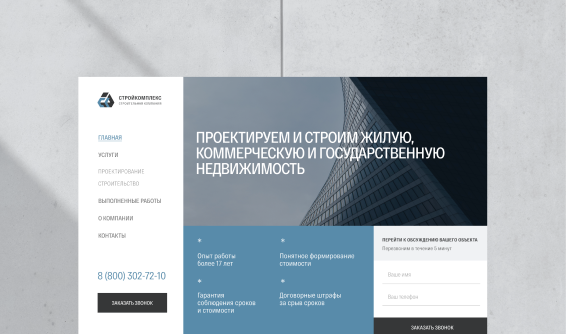 СТРОЙКОМПЛЕКС
СТРОИТЕЛЬНАЯ КОМПАНИЯ
ГЛАВНАЯ
УСЛУГИ
ПРОЕКТИРОВАНИЕ
СТРОИТЕЛЬСТВО
ВЫПОЛНЕННЫЕ РАБОТЫ
О КОМПАНИИ
КОНТАКТЫ
8 (800) 302-72-10
ЗАКАЗАТЬ ЗВОНОК
ПРОЕКТИРУЕМ И СТРОИМ ЖИЛУЮ,
КОММЕРЧЕСКУЮ И ГОСУДАРСТВЕННУЮ
НЕДВИЖИМОСТЬ
*
Опыт работы
более 17 лет
*
Понятное формирование
стоимости
*
Гарантия
соблюдения сроков
и стоимости
*
Договорные штрафы
за срыв сроков
ПЕРЕЙТИ К ОБСУЖДЕНИЮ ВАШЕГО ОБЪЕКТА
Перезвоним в течение 5 минут
Ваше имя
Ваш телефон
ЗАКАЗАТЬ ЗВОНОК